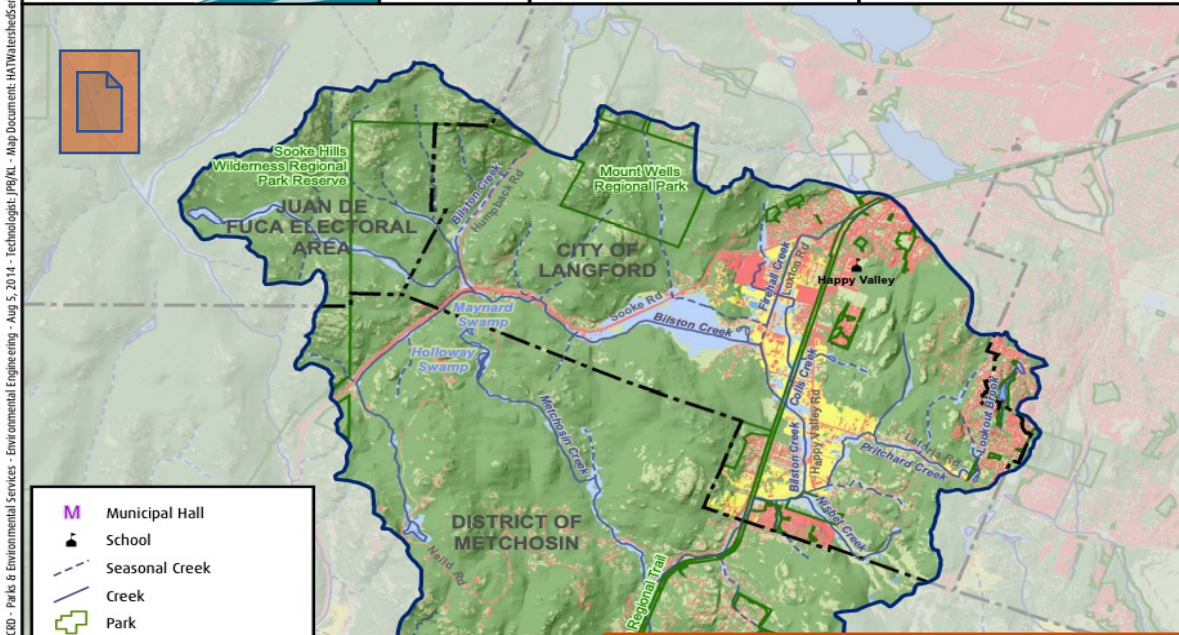 CRD - Parks & Environmental Services - Environmental Engineering - Aug 5, 2014 - Technologist: JPB/KL - Map Document: HATWatershedSer
Sooke Hills
Wilderness Regional
Park Reserve
Mount Wells
Regional Park
JUAN DE
FUCA ELECTORAL
AREA
Bilston Creek
Humpback Rd
CITY OF
LANGFORD
Firehall Creek
Luxton Rd
Happy Valley
Sooke Rd
Bilston Creek
Maynard
Swamp
Holloway
Swamp
Colls Creek
Happy Valley Rd
Bilston Creek
Lookout Brook
Latoria Rd
Pritchard Creek
Metchosin Creek
Nisbet Creek
DISTRICT OF
METCHOSIN
Neild Rd
Regional Trail
M Municipal Hall
School
Seasonal Creek
Creek
Park